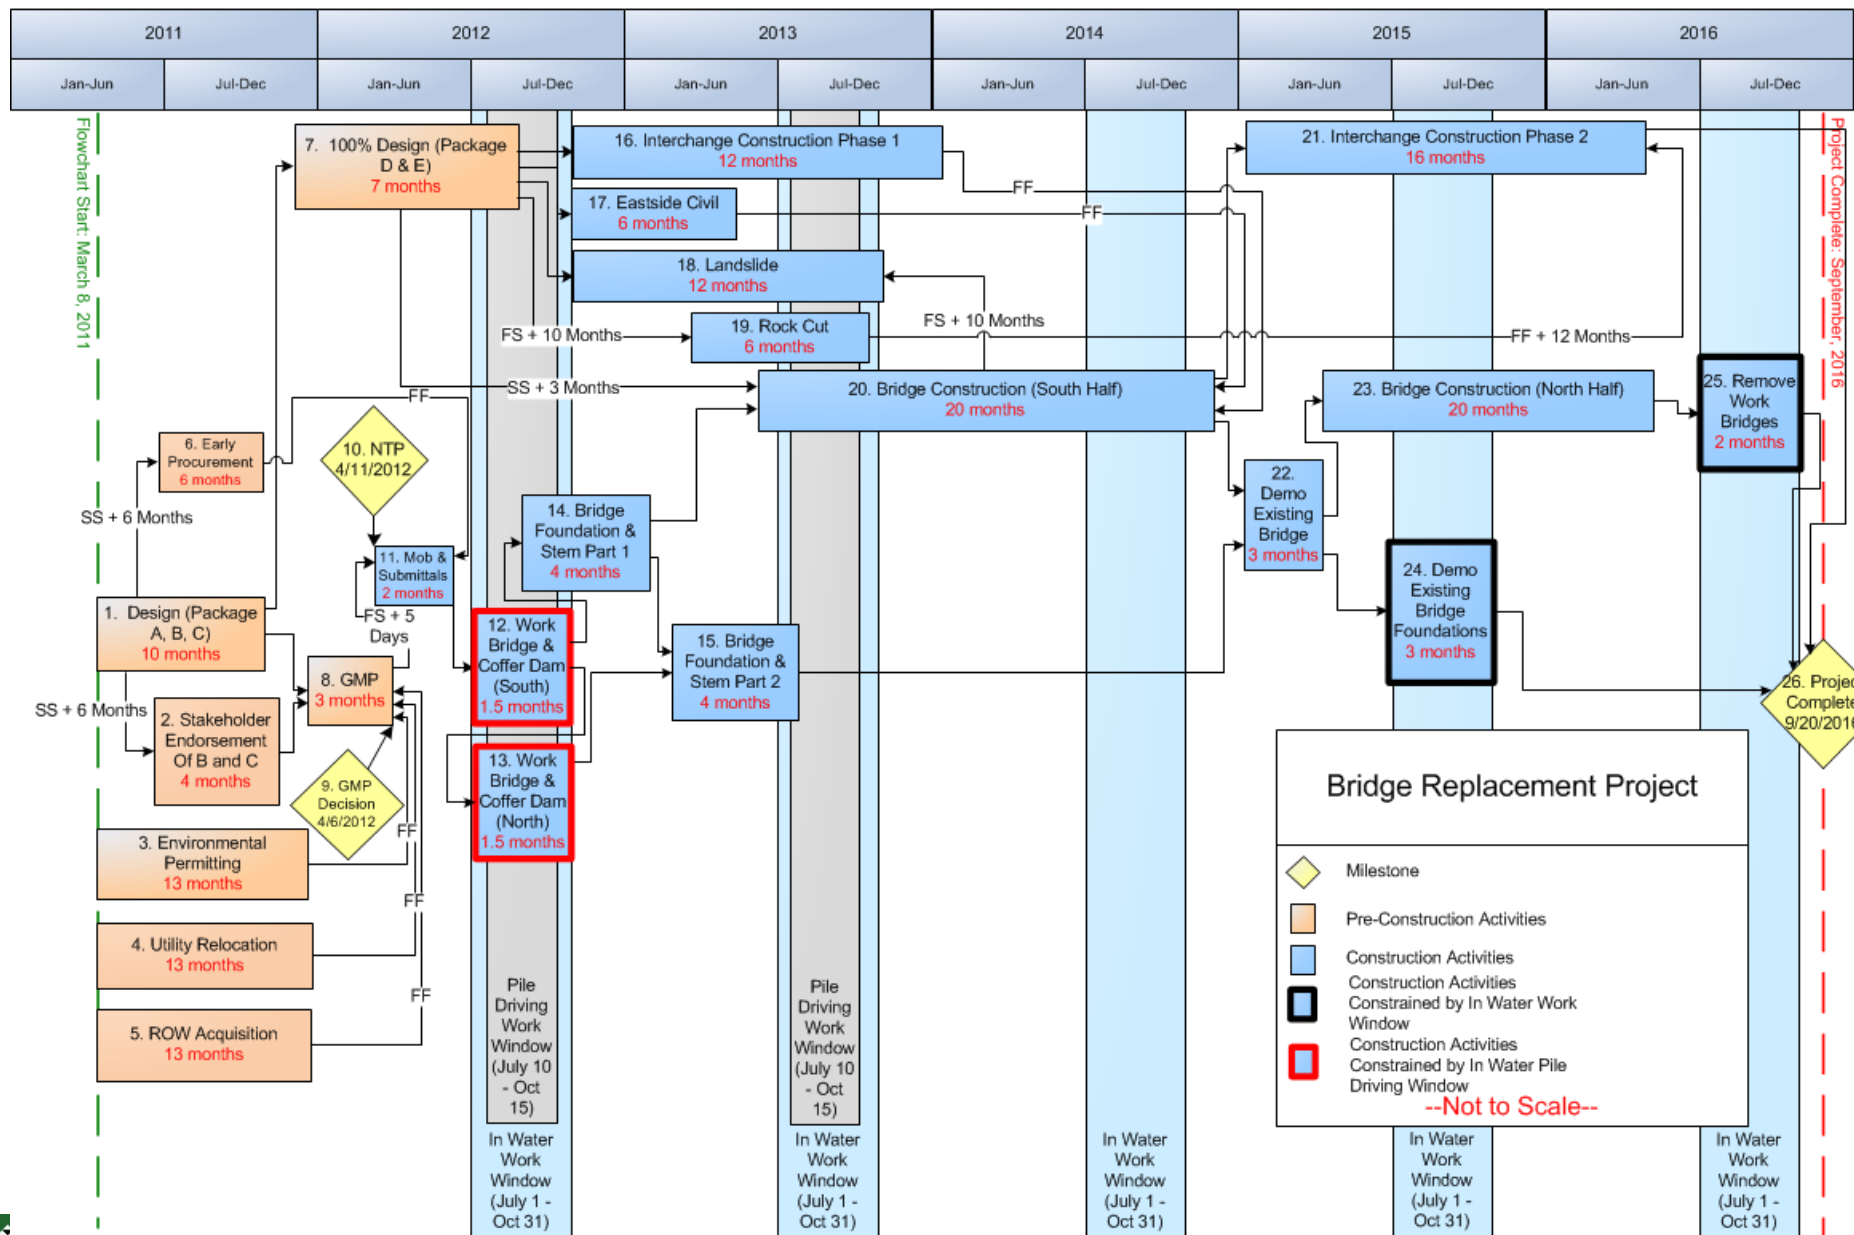 2011
2012
2013
2014
2015
2016
Jan-Jun
Jul-Dec
Jan-Jun
Jul-Dec
Jan-Jun
Jul-Dec
Jan-Jun
Jul-Dec
Jan-Jun
Jul-Dec
Jan-Jun
Jul-Dec
Flowchart Start: March 8, 2011
Project Complete: September, 2016
7. 100% Design (Package
D & E)
7 months
16. Interchange Construction Phase 1
12 months
21. Interchange Construction Phase 2
16 months
FF
17. Eastside Civil
6 months
FF
18. Landslide
12 months
FS + 10 Months
19. Rock Cut
6 months
FS + 10 Months
FF + 12 Months
SS + 3 Months
20. Bridge Construction (South Half)
20 months
23. Bridge Construction (North Half)
20 months
25. Remove
Work
Bridges
2 months
FF
6. Early
Procurement
6 months
10. NTP
4/11/2012
SS + 6 Months
14. Bridge
Foundation &
Stem Part 1
4 months
22.
Demo
Existing
Bridge
3 months
11. Mob &
Submittals
2 months
FS + 5
Days
24. Demo
Existing
Bridge
Foundations
3 months
1. Design (Package
A, B, C)
10 months
12. Work
Bridge &
Coffer Dam
(South)
1.5 months
15. Bridge
Foundation &
Stem Part 2
4 months
8. GMP
3 months
SS + 6 Months
2. Stakeholder
Endorsement
Of B and C
4 months
26. Projec
Complete
9/20/2016
9. GMP
Decision
4/6/2012
13. Work
Bridge &
Coffer Dam
(North)
1.5 months
FF
3. Environmental
Permitting
13 months
FF
4. Utility Relocation
13 months
FF
5. ROW Acquisition
13 months
Pile
Driving
Work
Window
(July 10
- Oct
15)
Pile
Driving
Work
Window
(July 10
- Oct
15)
Bridge Replacement Project
Milestone
Pre-Construction Activities
Construction Activities
Construction Activities
Constrained by In Water Work
Window
Construction Activities
Constrained by In Water Pile
Driving Window
--Not to Scale--
In Water
Work
Window
(July 1 -
Oct 31)
In Water
Work
Window
(July 1 -
Oct 31)
In Water
Work
Window
(July 1 -
Oct 31)
In Water
Work
Window
(July 1 -
Oct 31)
In Water
Work
Window
(July 1 -
Oct 31)